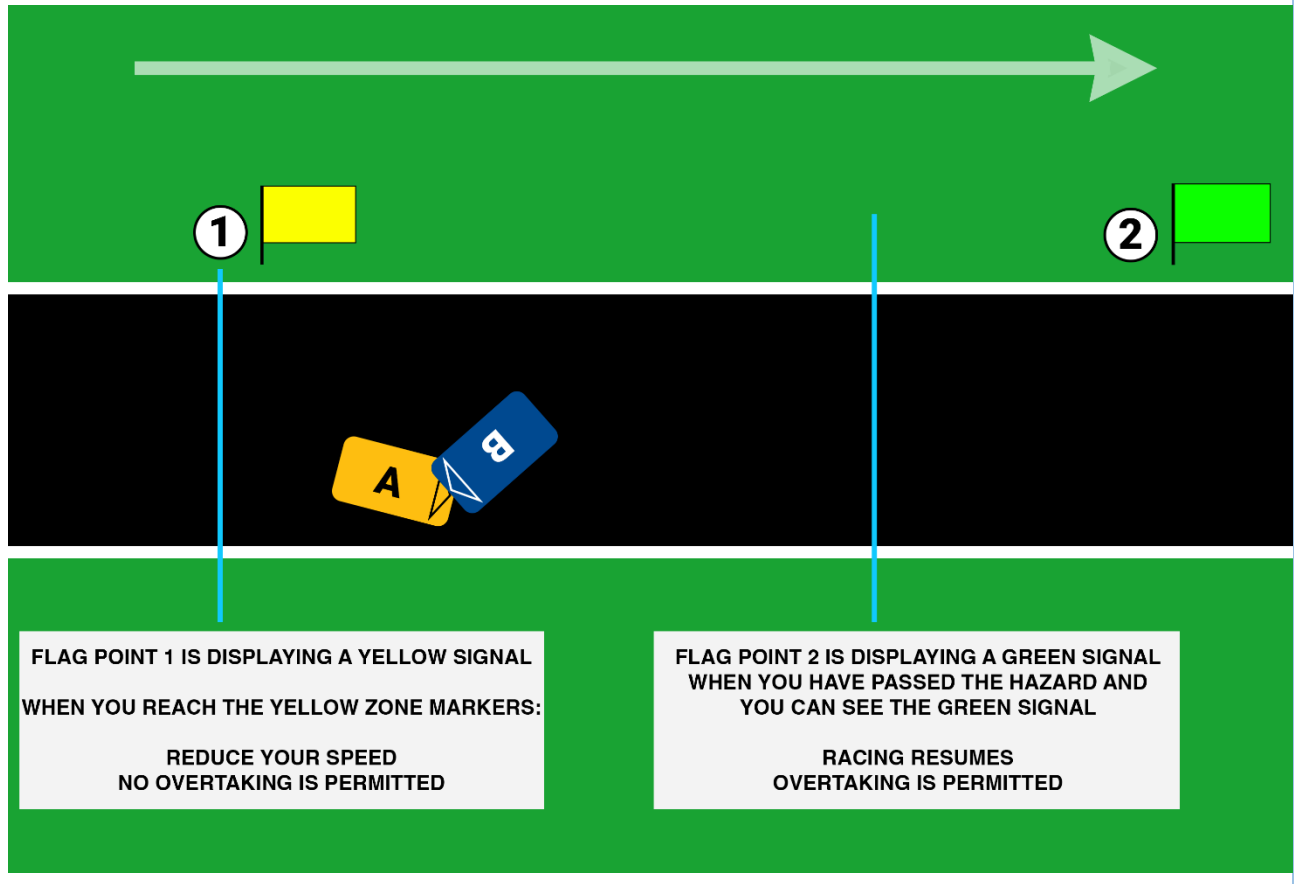 1
2
A
B
FLAG POINT 1 IS DISPLAYING A YELLOW SIGNAL
WHEN YOU REACH THE YELLOW ZONE MARKERS:
REDUCE YOUR SPEED
NO OVERTAKING IS PERMITTED
FLAG POINT 2 IS DISPLAYING A GREEN SIGNAL
WHEN YOU HAVE PASSED THE HAZARD AND
YOU CAN SEE THE GREEN SIGNAL
RACING RESUMES
OVERTAKING IS PERMITTED